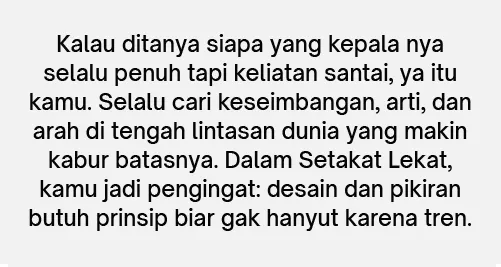 Kalau ditanya siapa yang kepala nya
selalu penuh tapi keliatan santai, ya itu
kamu. Selalu cari keseimbangan, arti, dan
arah di tengah lintasan dunia yang makin
kabur batasnya. Dalam Setakat Lekat,
kamu jadi pengingat: desain dan pikiran
butuh prinsip biar gak hanyut karena tren.